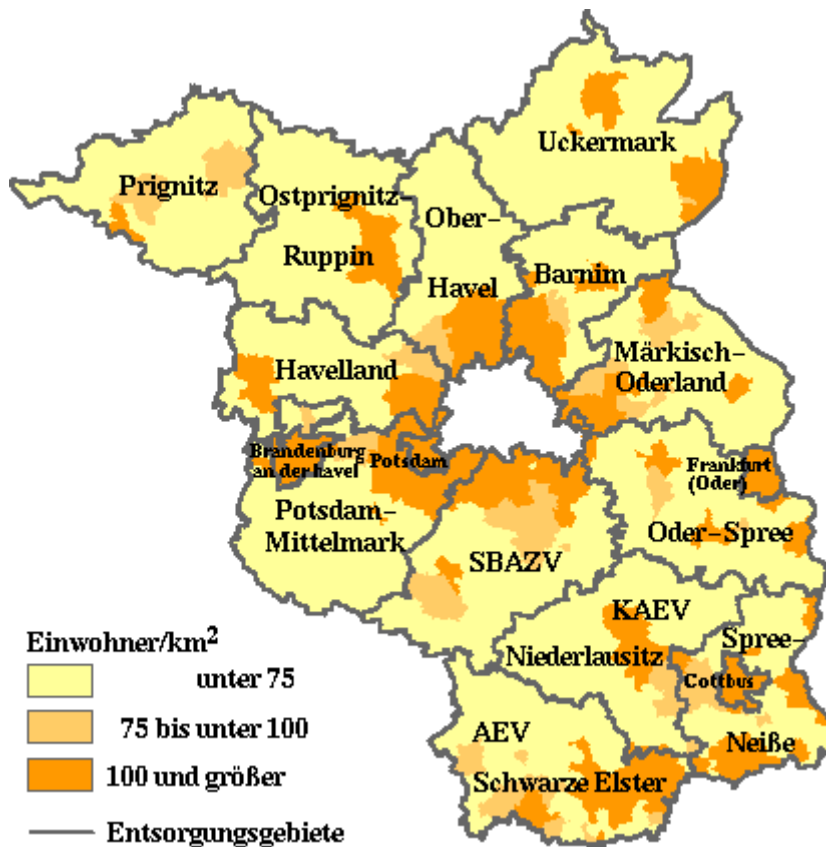 Uckermark
Prignitz
Ostprignitz-
Ruppin
Ober-
Havel
Barnim
Havelland
Märkisch-
Oderland
Brandenburg
an der havel
Potsdam
Frankfurt
(Oder)
Potsdam-
Mittelmark
Oder-Spree
SBAZV
KAEV
Niederlausitz
Spree-
Cottbus
Neiße
AEV
Schwarze Elster
Einwohner/km²
unter 75
75 bis unter 100
100 und größer
Entsorgungsgebiete